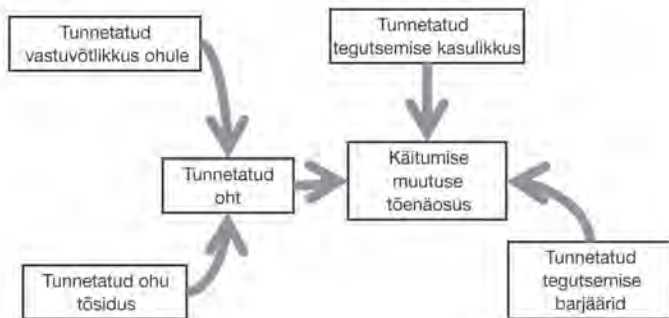 Tunnetatud
vastuvõtlikkus ohule
Tunnetatud
tegutsemise kasulikkus
Tunnetatud
oht
Käitumise
muutuse
tõenäosus
Tunnetatud ohu
tõsidus
Tunnetatud
tegutsemise
barjäärid